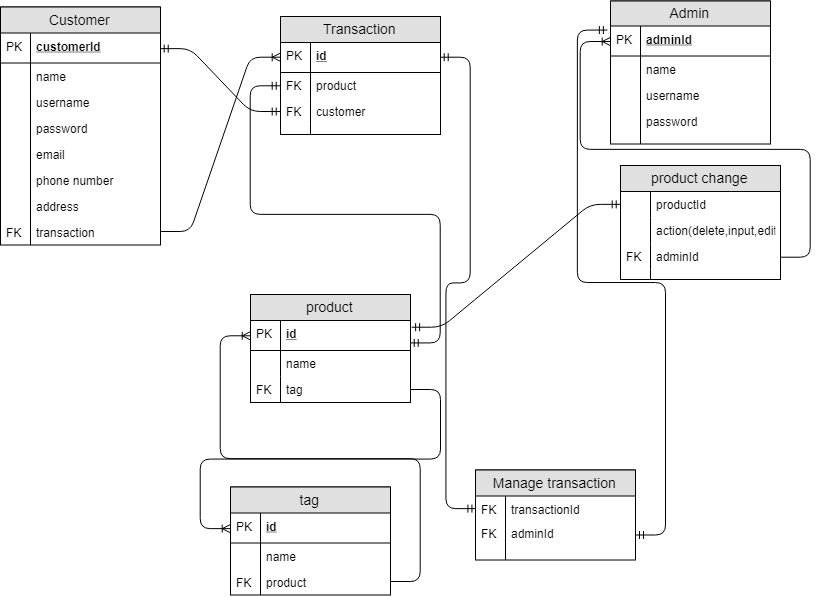 Customer
PK customerId
name
username
password
email
phone number
address
FK transaction
Transaction
PK id
FK product
FK customer
Admin
PK adminId
name
username
password
product change
productId
action(delete,input,edit
FK adminId
product
PK id
name
FK tag
tag
PK id
name
FK product
Manage transaction
FK transactionId
FK adminId